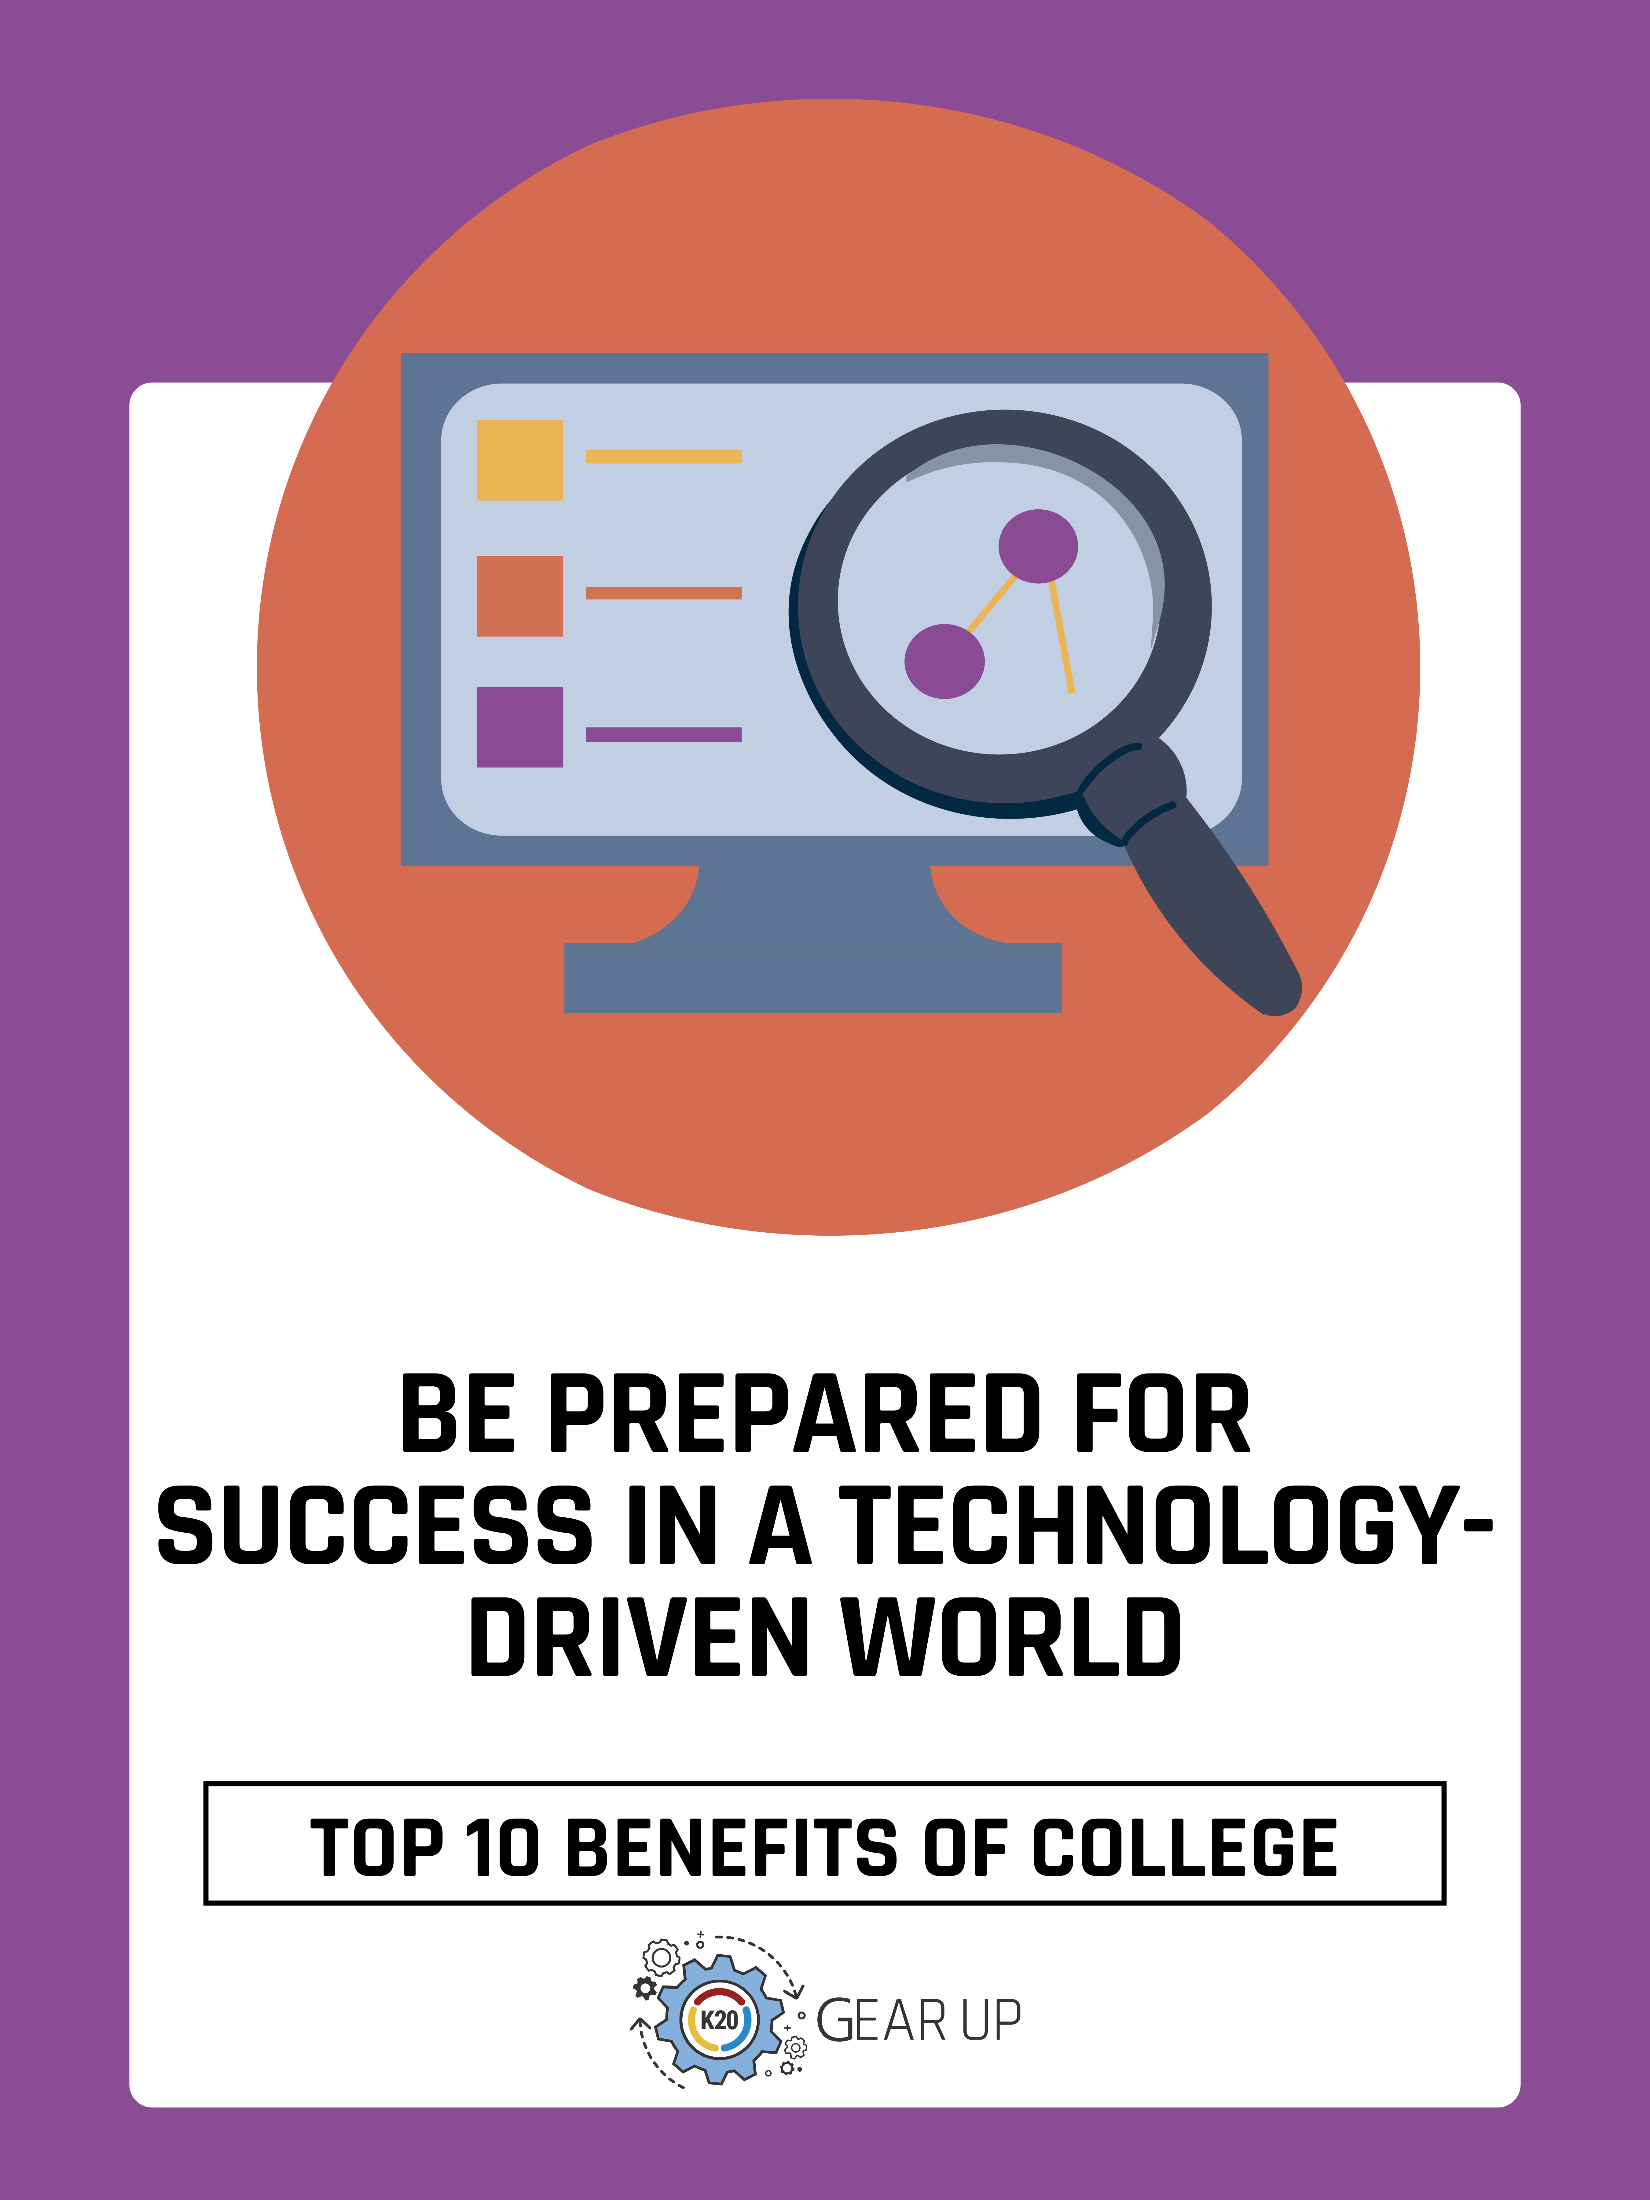 BE PREPARED FOR
SUCCESS IN A TECHNOLOGY-
DRIVEN WORLD
TOP 10 BENEFITS OF COLLEGE
K20 GEAR UP